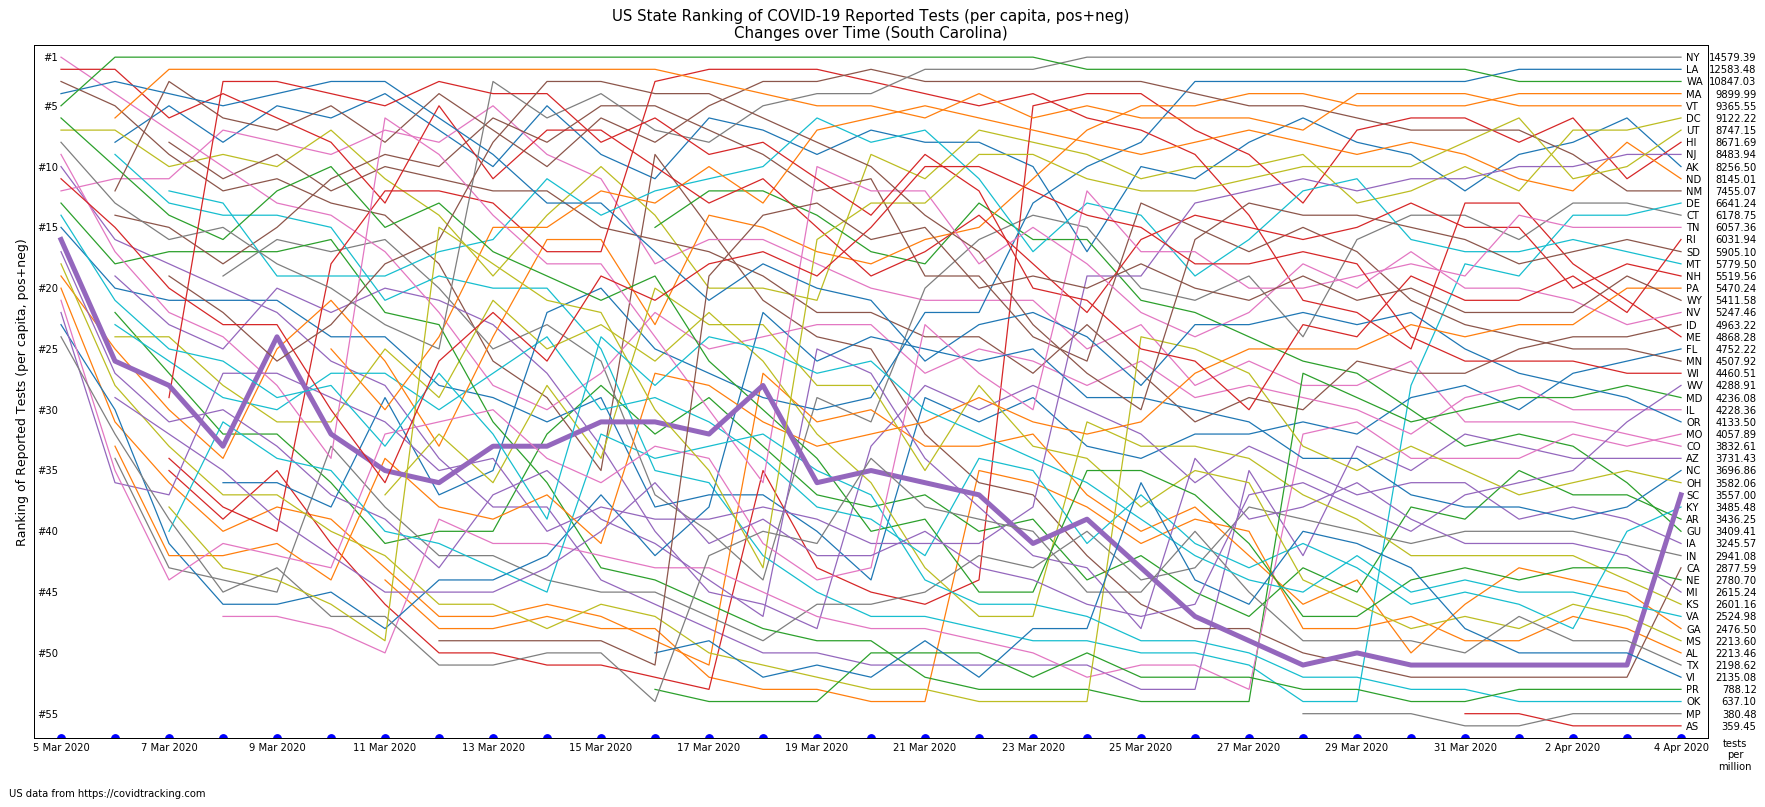 US State Ranking of COVID-19 Reported Tests (per capita, pos+neg)
Changes over Time (South Carolina)
Ranking of Reported Tests (per capita, pos+neg)
#1
#5
#10
#15
#20
#25
#30
#35
#40
#45
#50
#55
NY 14579.39
LA 12583.48
WA 10847.03
MA 9899.99
VT 9365.55
DC 9122.22
UT 8747.15
HI 8671.69
NJ 8483.94
AK 8256.50
ND 8145.01
NM 7455.07
DE 6641.24
CT 6178.75
TN 6057.36
RI 6031.94
SD 5905.10
MT 5779.50
NH 5519.56
PA 5470.24
WY 5411.58
NV 5247.46
ID 4963.22
ME 4868.28
FL 4752.22
MN 4507.92
WI 4460.51
WV 4288.91
MD 4236.08
IL 4228.36
OR 4133.50
MO 4057.89
CO 3832.61
AZ 3731.43
NC 3696.86
OH 3582.06
SC 3557.00
KY 3485.48
AR 3436.25
GU 3409.41
IA 3245.57
IN 2941.08
CA 2877.59
NE 2780.70
MI 2615.24
KS 2601.16
VA 2524.98
GA 2476.50
MS 2213.60
AL 2213.46
TX 2198.62
VI 2135.08
PR 788.12
OK 637.10
MP 380.48
AS 359.45
5 Mar 2020
7 Mar 2020
9 Mar 2020
11 Mar 2020
13 Mar 2020
15 Mar 2020
17 Mar 2020
19 Mar 2020
21 Mar 2020
23 Mar 2020
25 Mar 2020
27 Mar 2020
29 Mar 2020
31 Mar 2020
2 Apr 2020
4 Apr 2020
tests
per
million
US data from https://covidtracking.com